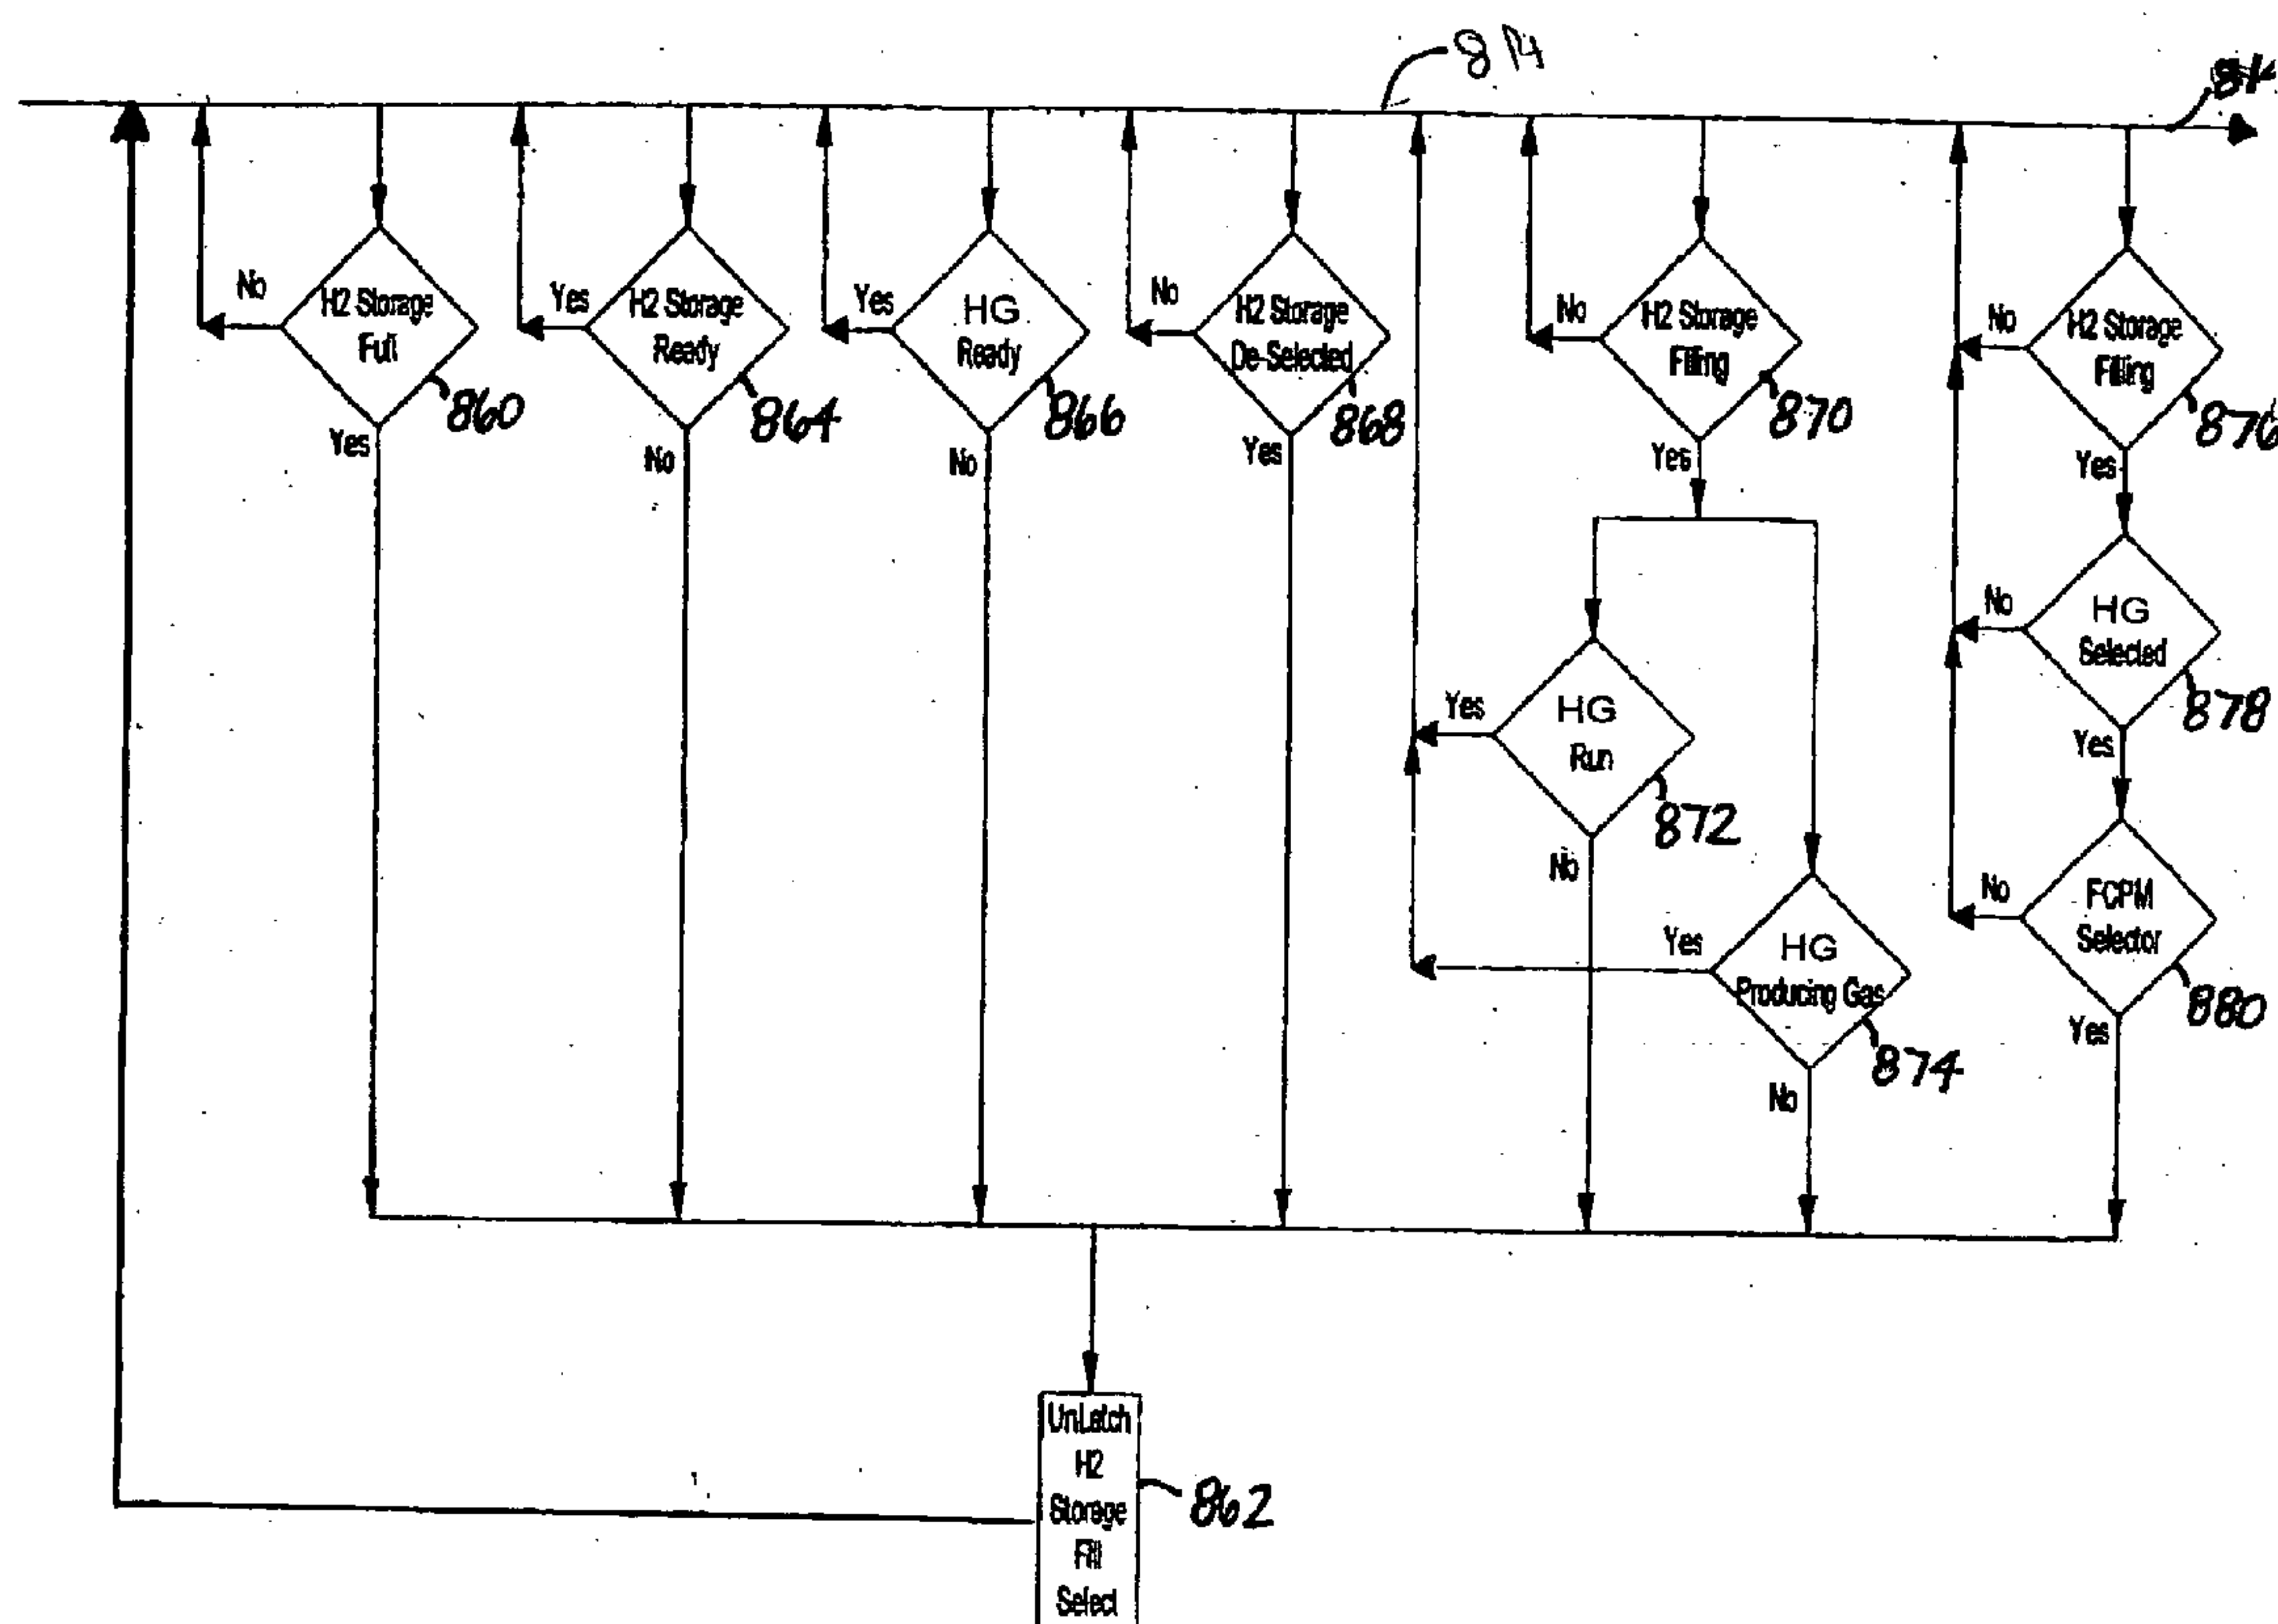 814
No
H2 Storage
Full
860
Yes
Yes
H2 Storage
Ready
864
No
Yes
HG
Ready
866
No
No
H2 Storage
De-Selected
868
Yes
No
H2 Storage
Filling
870
Yes
No
H2 Storage
Filling
876
Yes
Yes
HG
Run
872
No
Yes
HG
Producing Gas
874
No
No
HG
Selected
878
Yes
No
FCPM
Selector
880
Yes
UnLatch
H2
Storage
Fill
Select
862